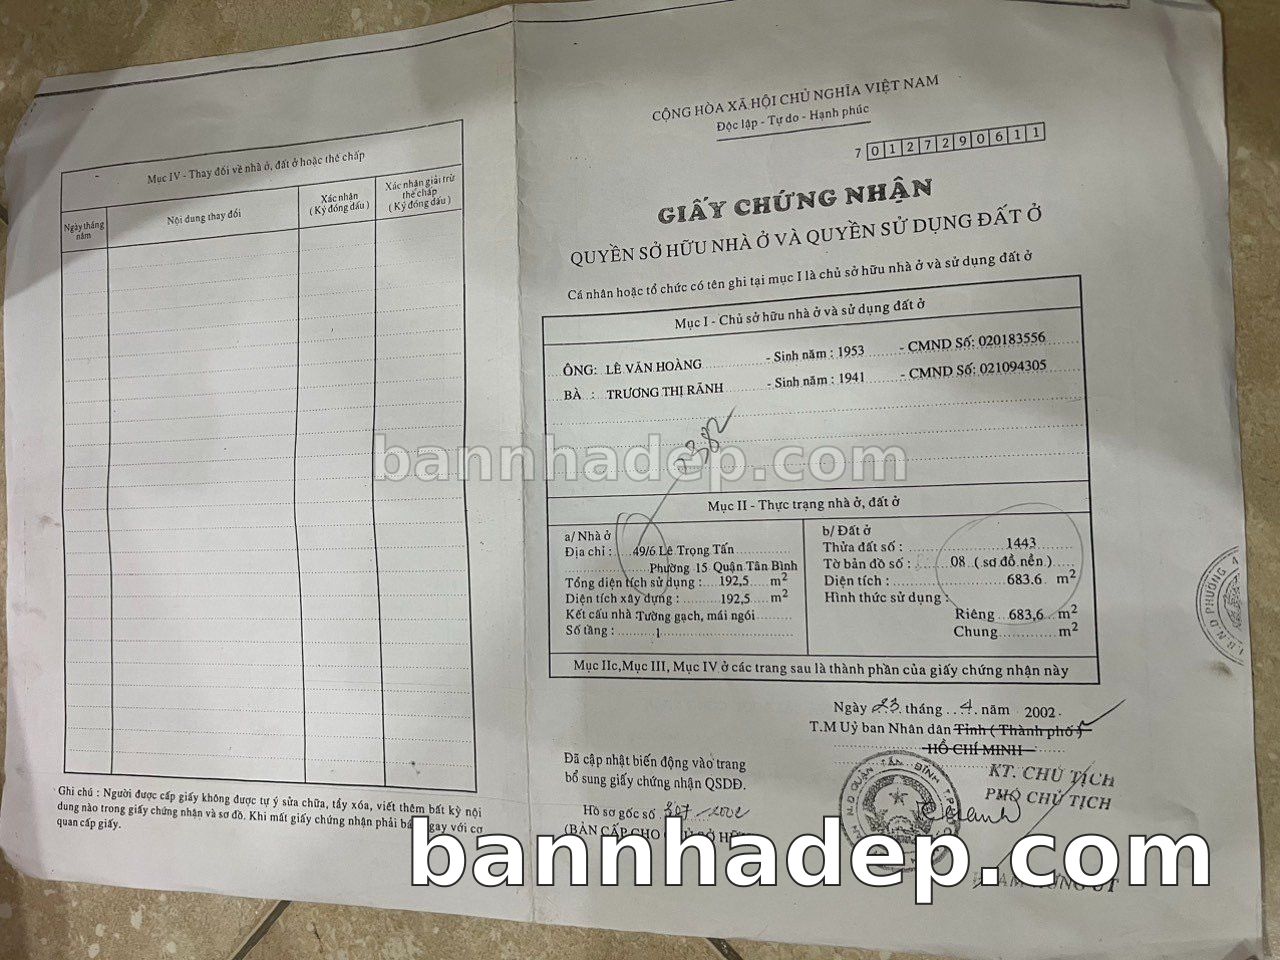 Mục IV - Thay đổi về nhà ở, đất ở hoặc thế chấp
Ngày tháng năm
Nội dung thay đổi
Xác nhận
( Ký đóng dấu )
Xác nhận giải trừ
thế chấp
( Ký đóng dấu )
Ghi chú : Người được cấp giấy không được tự ý sửa chữa, tẩy xóa, viết thêm bất kỳ nội
dung nào trong giấy chứng nhận và sơ đồ. Khi mất giấy chứng nhận phải ngay với cơ
quan cấp giấy.
CỘNG HÒA XÃ HỘI CHỦ NGHĨA VIỆT NAM
Độc lập - Tự do - Hạnh phúc
7 0127290611
GIẤY CHỨNG NHẬN
QUYỀN SỞ HỮU NHÀ Ở VÀ QUYỀN SỬ DỤNG ĐẤT Ở
Cá nhân hoặc tổ chức có tên ghi tại mục I là chủ sở hữu nhà ở và sử dụng đất ở
Mục I - Chủ sở hữu nhà ở và sử dụng đất ở
ÔNG: LÊ VĂN HOÀNG - Sinh năm : 1953 - CMND Số: 020183556
BÀ : TRƯƠNG THỊ RÃNH - Sinh năm : 1941 - CMND Số: 021094305
bannhadep.com
Mục II - Thực trạng nhà ở, đất ở
a/ Nhà ở
Địa chỉ : 49/6 Lê Trọng Tấn
Phường 15 Quận Tân Bình
Tổng diện tích sử dụng : 192,5 m2
Diện tích xây dựng : 192,5 m2
Kết cấu nhà Tường gạch, mái ngói
Số tầng : 1
b/ Đất ở
Thửa đất số : 1443
Tờ bản đồ số : 08 ( sơ đồ nền )
Diện tích : 683.6 m2
Hình thức sử dụng :
Riêng 683,6 m2
Chung m2
Mục IIc,Mục III, Mục IV ở các trang sau là thành phần của giấy chứng nhận này
Ngày 23 tháng 4 năm 2002
T.M Uỷ ban Nhân dân Tỉnh ( Thành phố )
HỒ CHÍ MINH
KT. CHỦ TỊCH
PHÓ CHỦ TỊCH
Đã cập nhật biến động vào trang
bổ sung giấy chứng nhận QSDĐ.
Hồ sơ gốc số 307-2002
(BẢN CẤP CHO
bannhadep.com